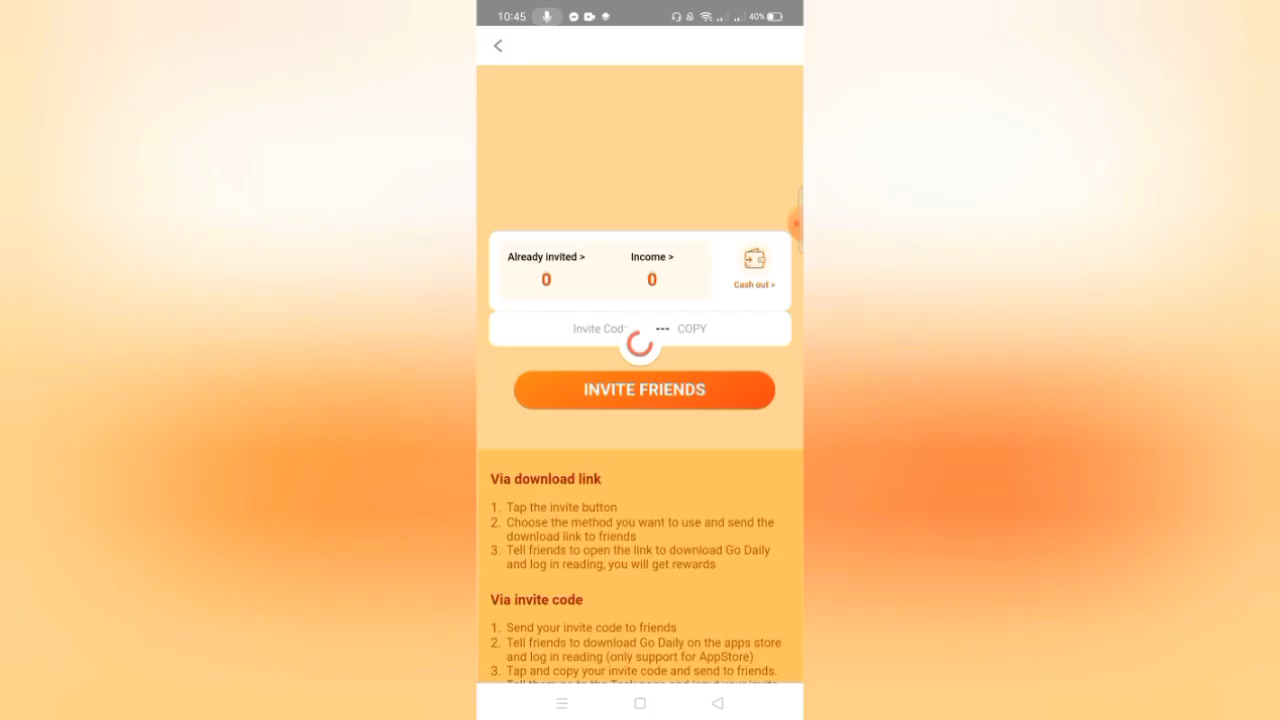 10:45 40%
Already invited > Income >
0 0
Cash out >
Invite Cod --- COPY
INVITE FRIENDS
Via download link
1. Tap the invite button
2. Choose the method you want to use and send the
download link to friends
3. Tell friends to open the link to download Go Daily
and log in reading, you will get rewards
Via invite code
1. Send your invite code to friends
2. Tell friends to download Go Daily on the apps store
and log in reading (only support for AppStore)
3. Tap and copy your invite code and send to friends.